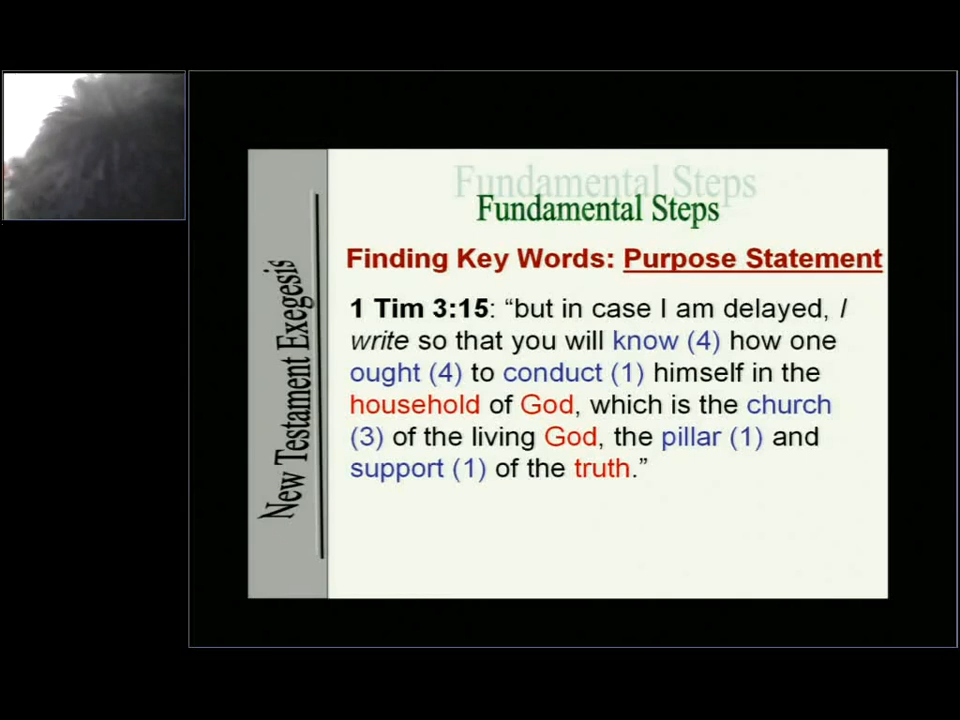 Fundamental Steps
Fundamental Steps
New Testament Exegesis
Finding Key Words: Purpose Statement
1 Tim 3:15: “but in case I am delayed, I
write so that you will know (4) how one
ought (4) to conduct (1) himself in the
household of God, which is the church
(3) of the living God, the pillar (1) and
support (1) of the truth.”